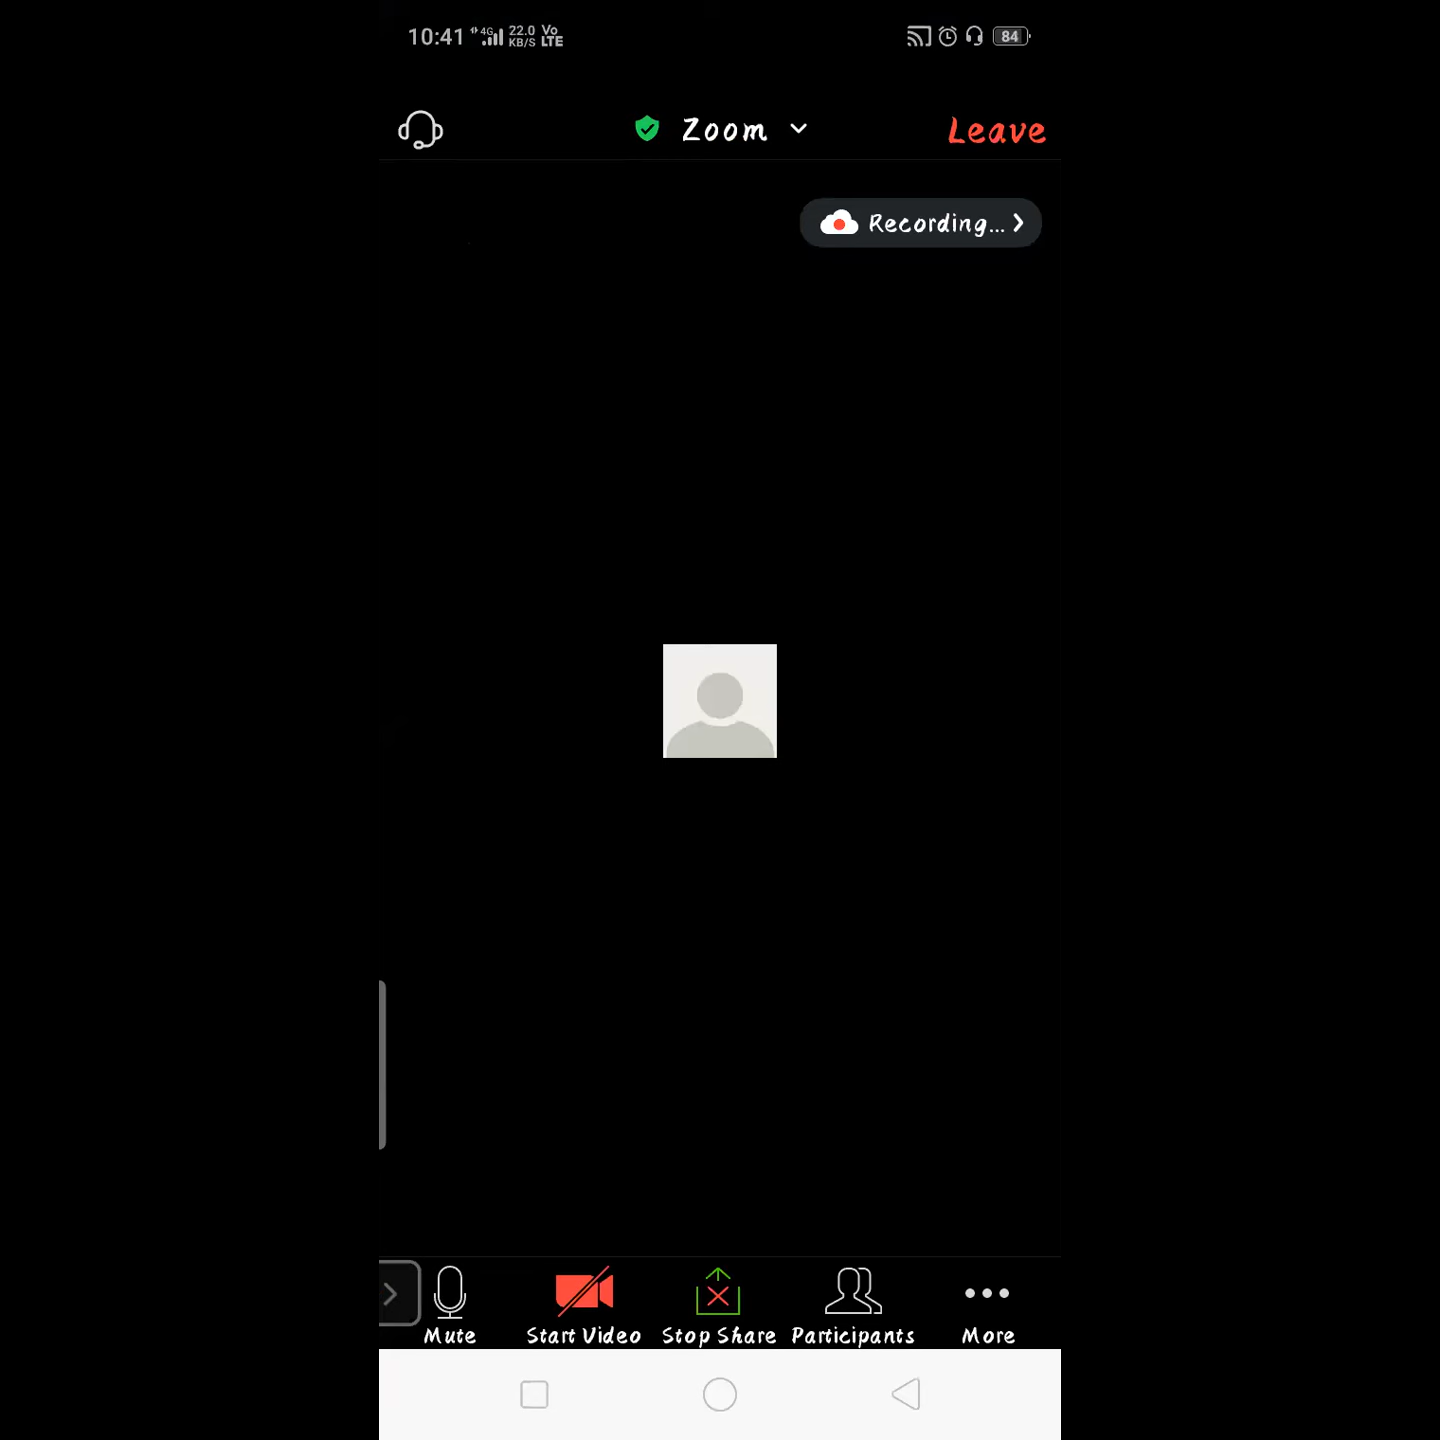 10:41 4G 22.0 KB/S Vo LTE 84
Zoom Leave
Recording...
Mute Start Video Stop Share Participants More